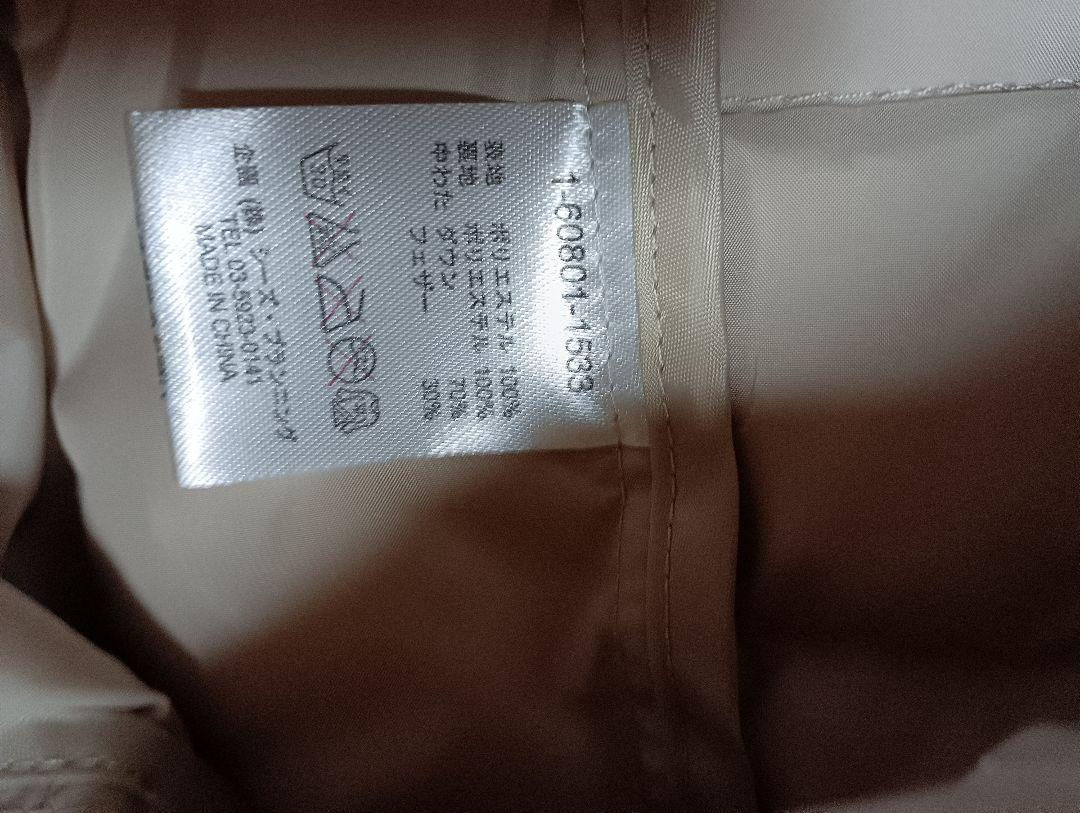 1-60801-1533
表地 ポリエステル 100%
裏地 ポリエステル 100%
中わた ダウン 70%
フェザー 30%
企画 (株) シーズ・プランニング
TEL 03-8923-0141
MADE IN CHINA